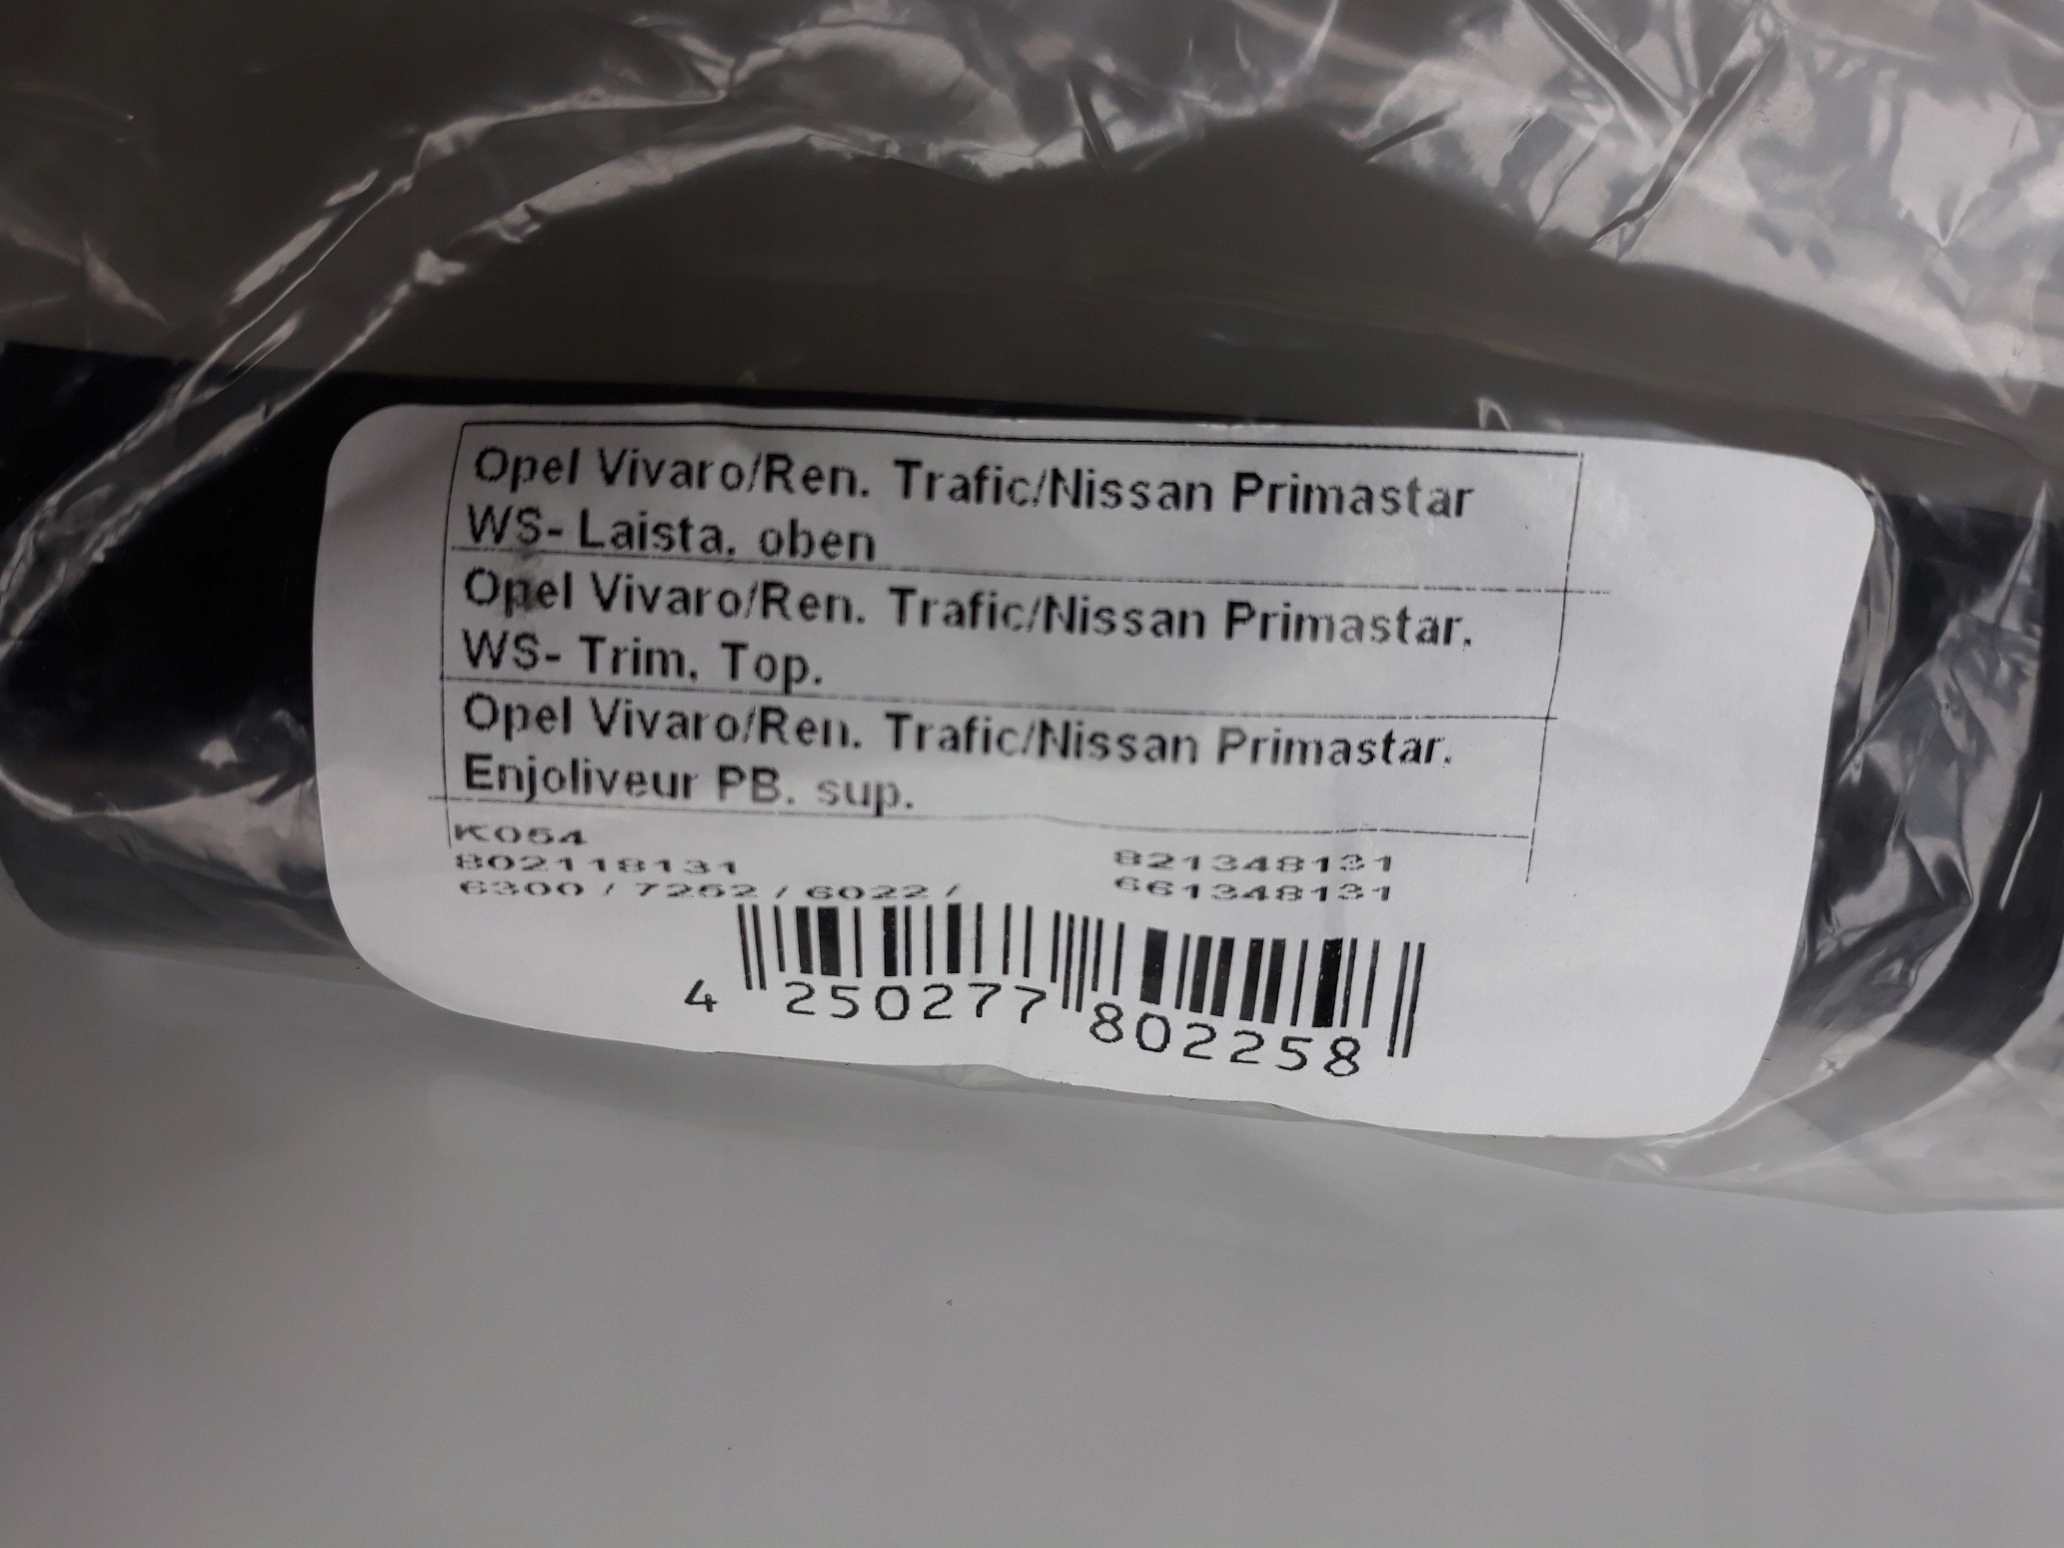 Opel Vivaro/Ren. Trafic/Nissan Primastar
WS- Laista, oben
Opel Vivaro/Ren. Trafic/Nissan Primastar,
WS- Trim, Top.
Opel Vivaro/Ren. Trafic/Nissan Primastar,
Enjoliveur PB. sup.
K054
802118131 821348131
6300 / 7252 / 6022 / 661348131
4 250277 802258